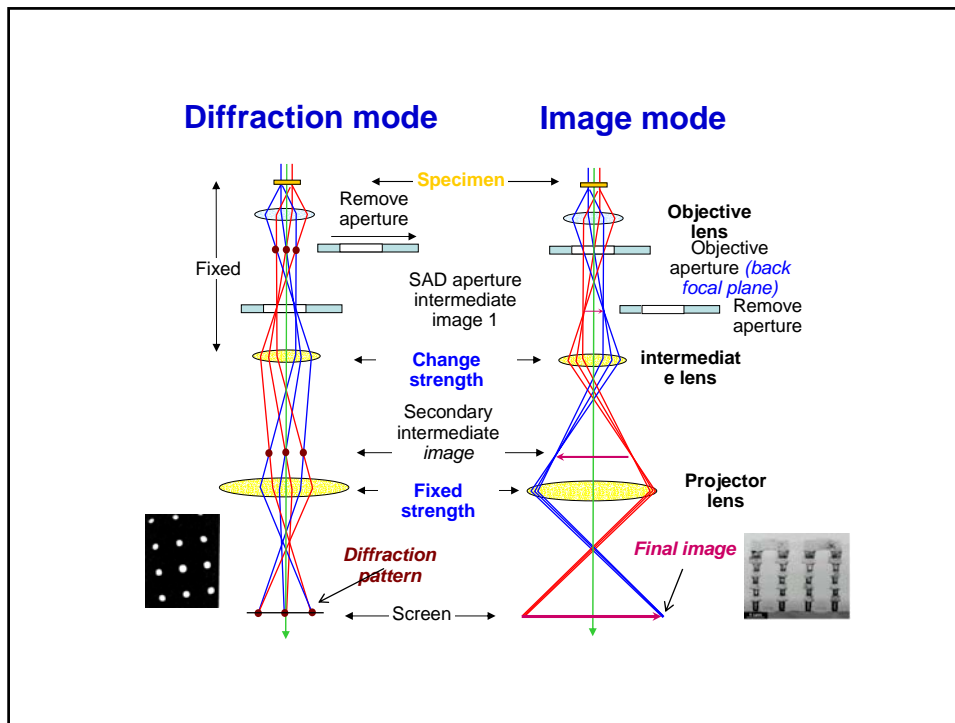 Diffraction mode
Image mode
Specimen
Remove
aperture
Objective
lens
Objective
aperture (back
focal plane)
Fixed
SAD aperture
intermediate
image 1
Remove
aperture
Change
strength
intermediat
e lens
Secondary
intermediate
image
Fixed
strength
Projector
lens
Diffraction
pattern
Final image
Screen